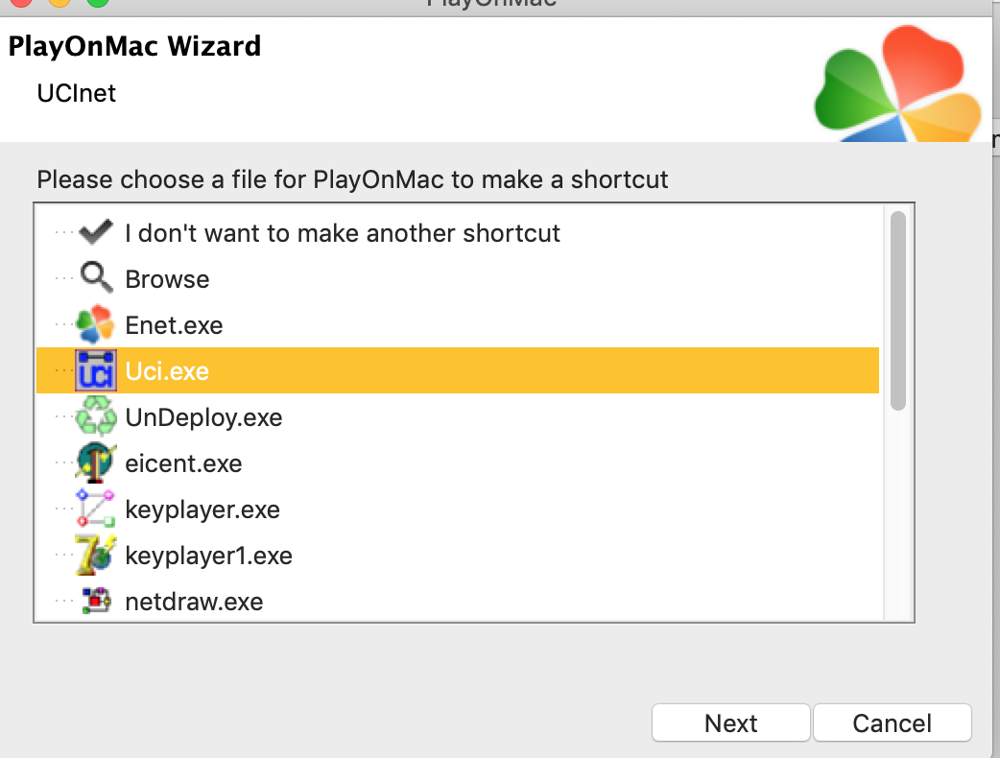 PlayOnMac
PlayOnMac Wizard
UCInet
Please choose a file for PlayOnMac to make a shortcut
I don't want to make another shortcut
Browse
Enet.exe
UCI Uci.exe
UnDeploy.exe
eicent.exe
keyplayer.exe
keyplayer1.exe
netdraw.exe
Next Cancel